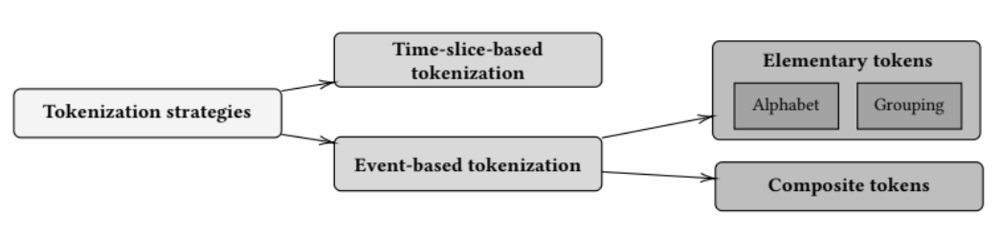 Tokenization strategies
Time-slice-based
tokenization
Event-based tokenization
Elementary tokens
Alphabet
Grouping
Composite tokens